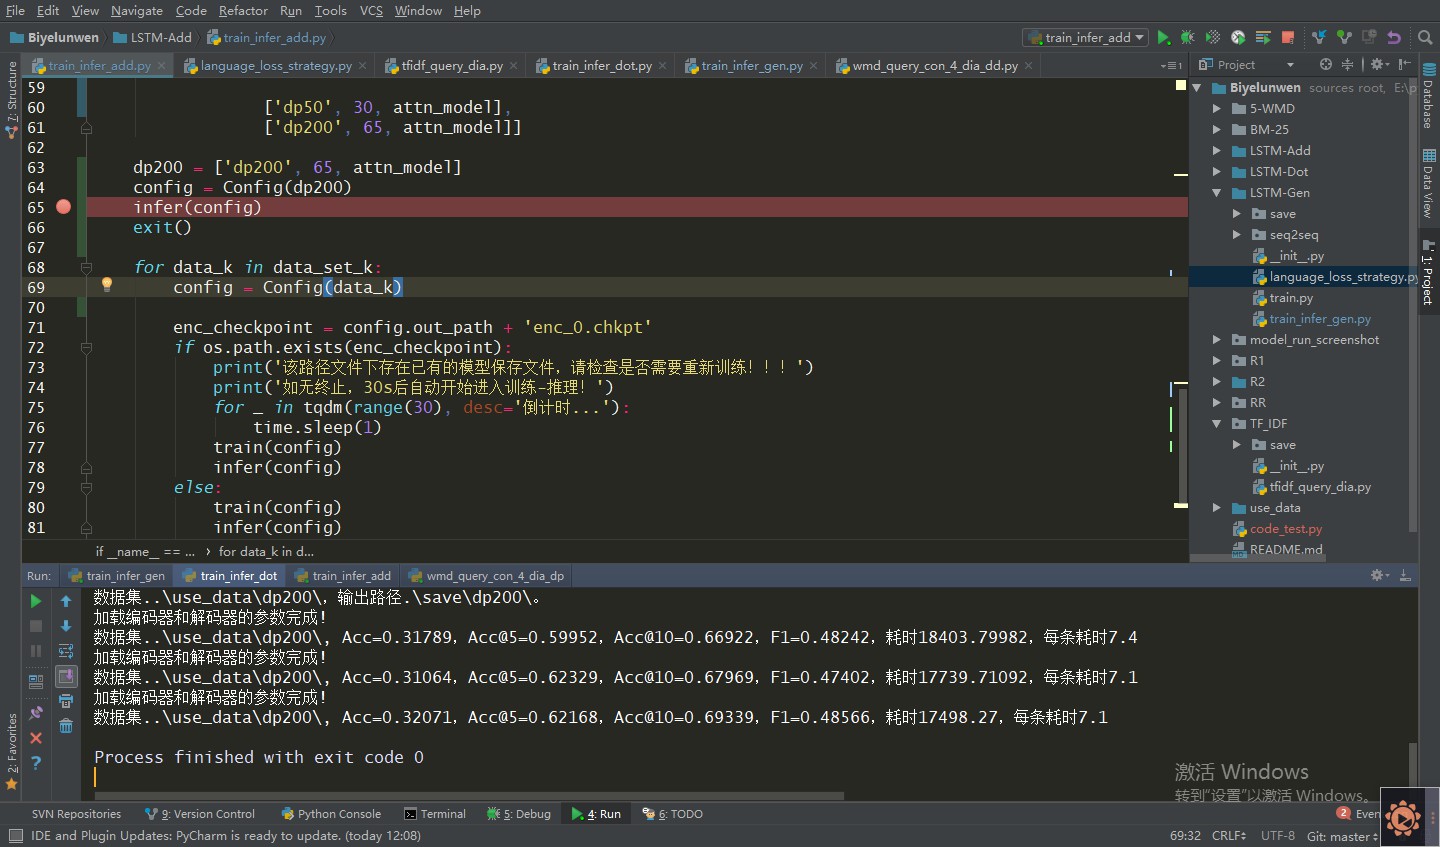 File Edit View Navigate Code Refactor Run Tools VCS Window Help
Biyelunwen LSTM-Add train_infer_add.py train_infer_add
train_infer_add.py language_loss_strategy.py tfidf_query_dia.py train_infer_dot.py train_infer_gen.py wmd_query_con_4_dia_dd.py
Project
7: Structure
59
60 ['dp50', 30, attn_model],
61 ['dp200', 65, attn_model]]
62
63 dp200 = ['dp200', 65, attn_model]
64 config = Config(dp200)
65 infer(config)
66 exit()
67
68 for data_k in data_set_k:
69 config = Config(data_k)
70
71 enc_checkpoint = config.out_path + 'enc_0.chkpt'
72 if os.path.exists(enc_checkpoint):
73 print('该路径文件下存在已有的模型保存文件，请检查是否需要重新训练！！！')
74 print('如无终止，30s后自动开始进入训练-推理！')
75 for _ in tqdm(range(30), desc='倒计时...'):
76 time.sleep(1)
77 train(config)
78 infer(config)
79 else:
80 train(config)
81 infer(config)
if __name__ == ... › for data_k in d...
Biyelunwen sources root, E:\p
5-WMD
BM-25
LSTM-Add
LSTM-Dot
LSTM-Gen
save
seq2seq
__init__.py
language_loss_strategy.py
train.py
train_infer_gen.py
model_run_screenshot
R1
R2
RR
TF_IDF
save
__init__.py
tfidf_query_dia.py
use_data
code_test.py
README.md
Database
Data View
1: Project
Run: train_infer_gen train_infer_dot train_infer_add wmd_query_con_4_dia_dp
数据集..\use_data\dp200\，输出路径.\save\dp200\。
加载编码器和解码器的参数完成！
数据集..\use_data\dp200\, Acc=0.31789，Acc@5=0.59952，Acc@10=0.66922，F1=0.48242，耗时18403.79982，每条耗时7.4
加载编码器和解码器的参数完成！
数据集..\use_data\dp200\, Acc=0.31064，Acc@5=0.62329，Acc@10=0.67969，F1=0.47402，耗时17739.71092，每条耗时7.1
加载编码器和解码器的参数完成！
数据集..\use_data\dp200\, Acc=0.32071，Acc@5=0.62168，Acc@10=0.69339，F1=0.48566，耗时17498.27，每条耗时7.1
Process finished with exit code 0
2: Favorites
激活 Windows
转到“设置”以激活 Windows。
SVN Repositories 9: Version Control Python Console Terminal 5: Debug 4: Run 6: TODO 2 Even
IDE and Plugin Updates: PyCharm is ready to update. (today 12:08) 69:32 CRLF UTF-8 Git: master